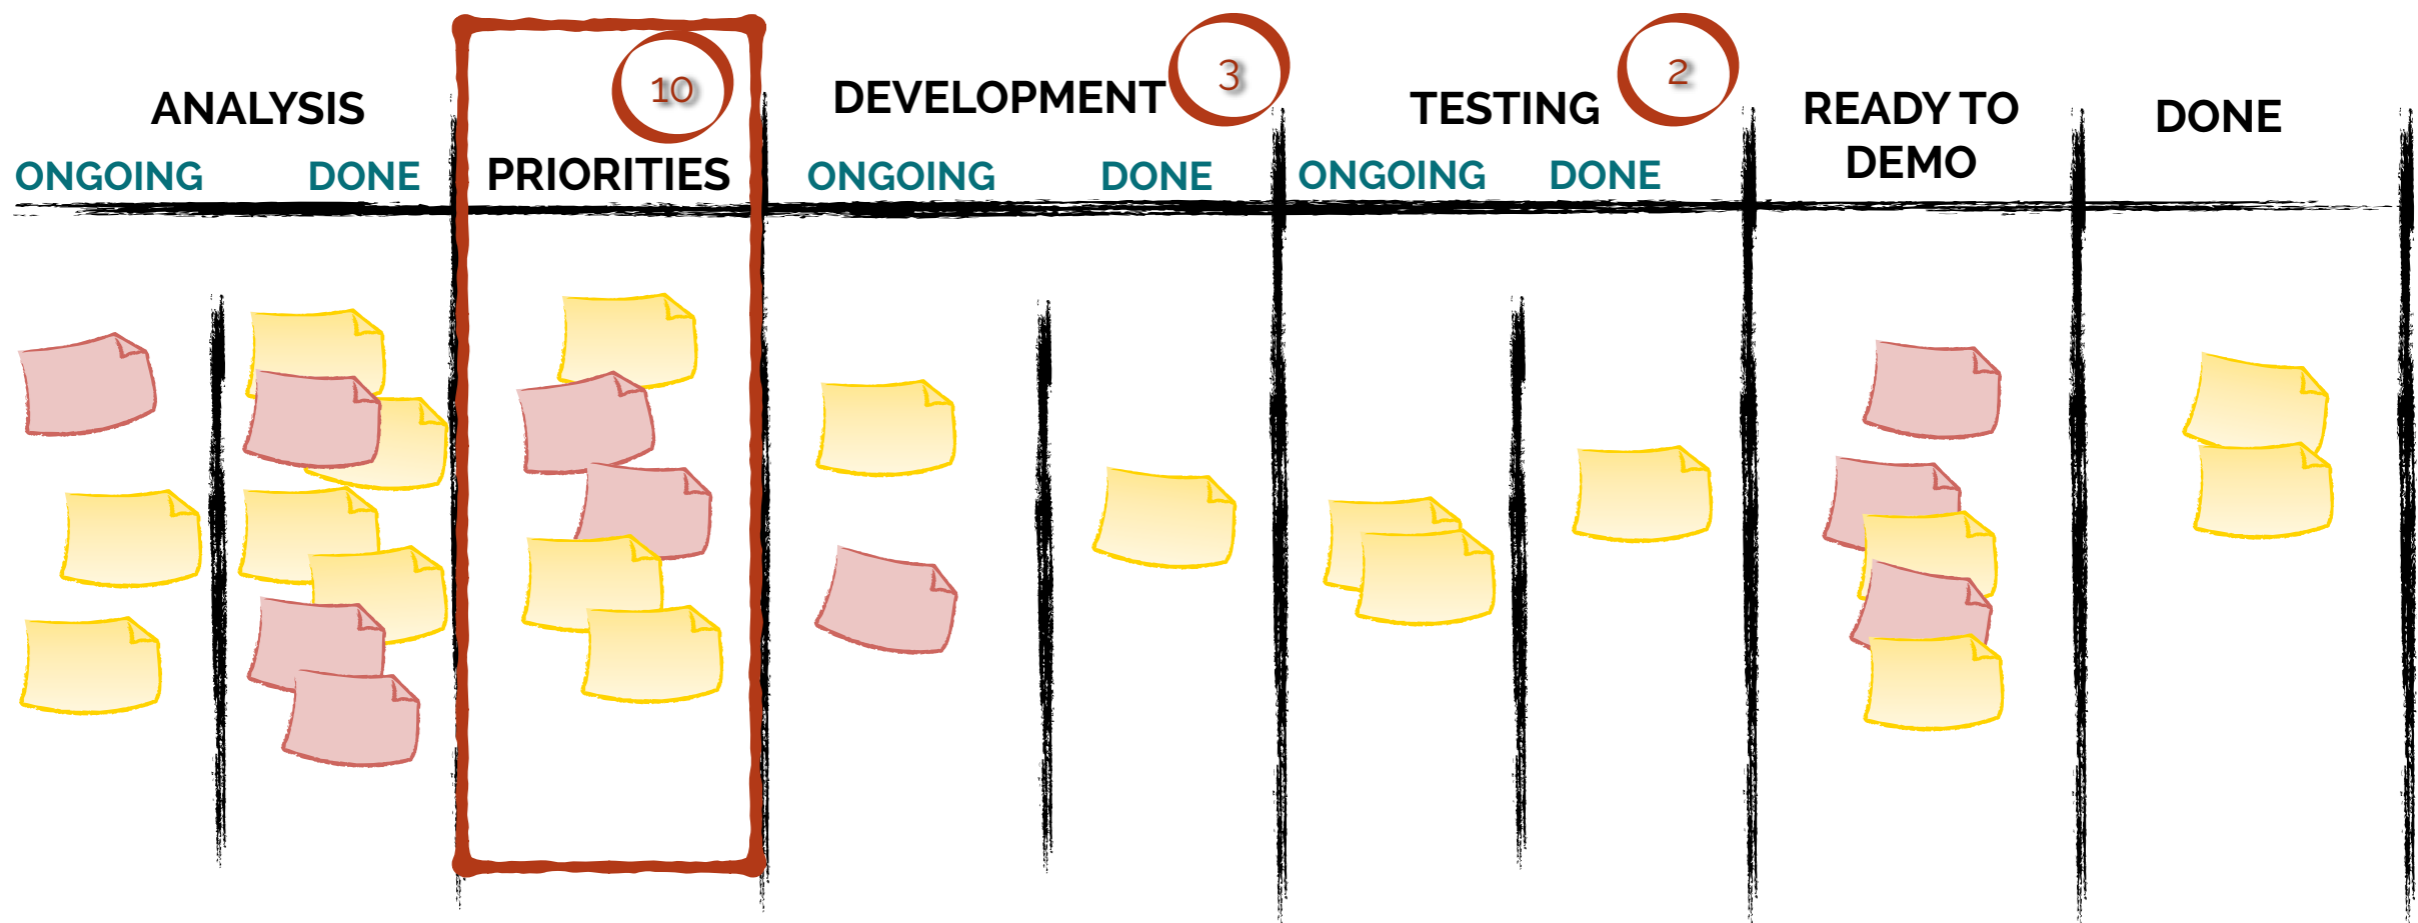 ANALYSIS
ONGOING DONE
10
PRIORITIES
DEVELOPMENT 3
ONGOING DONE
TESTING 2
ONGOING DONE
READY TO
DEMO
DONE